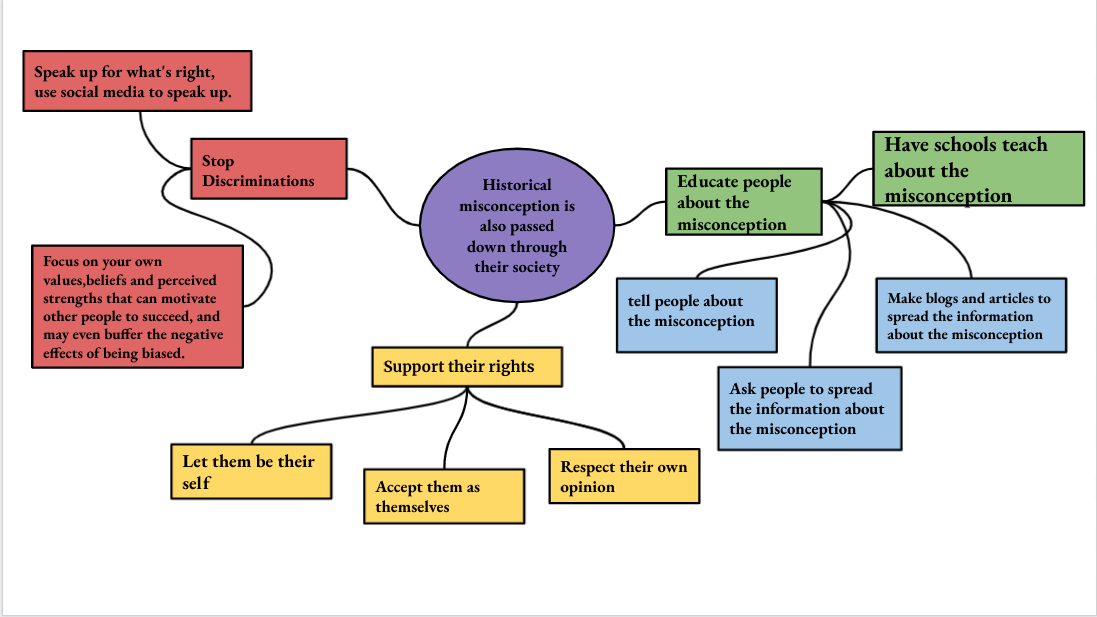 Speak up for what's right,
use social media to speak up.
Stop
Discriminations
Focus on your own
values,beliefs and perceived
strengths that can motivate
other people to succeed, and
may even buffer the negative
effects of being biased.
Historical
misconception is
also passed
down through
their society
Educate people
about the
misconception
Have schools teach
about the
misconception
tell people about
the misconception
Make blogs and articles to
spread the information
about the misconception
Ask people to spread
the information about
the misconception
Support their rights
Let them be their
self
Accept them as
themselves
Respect their own
opinion